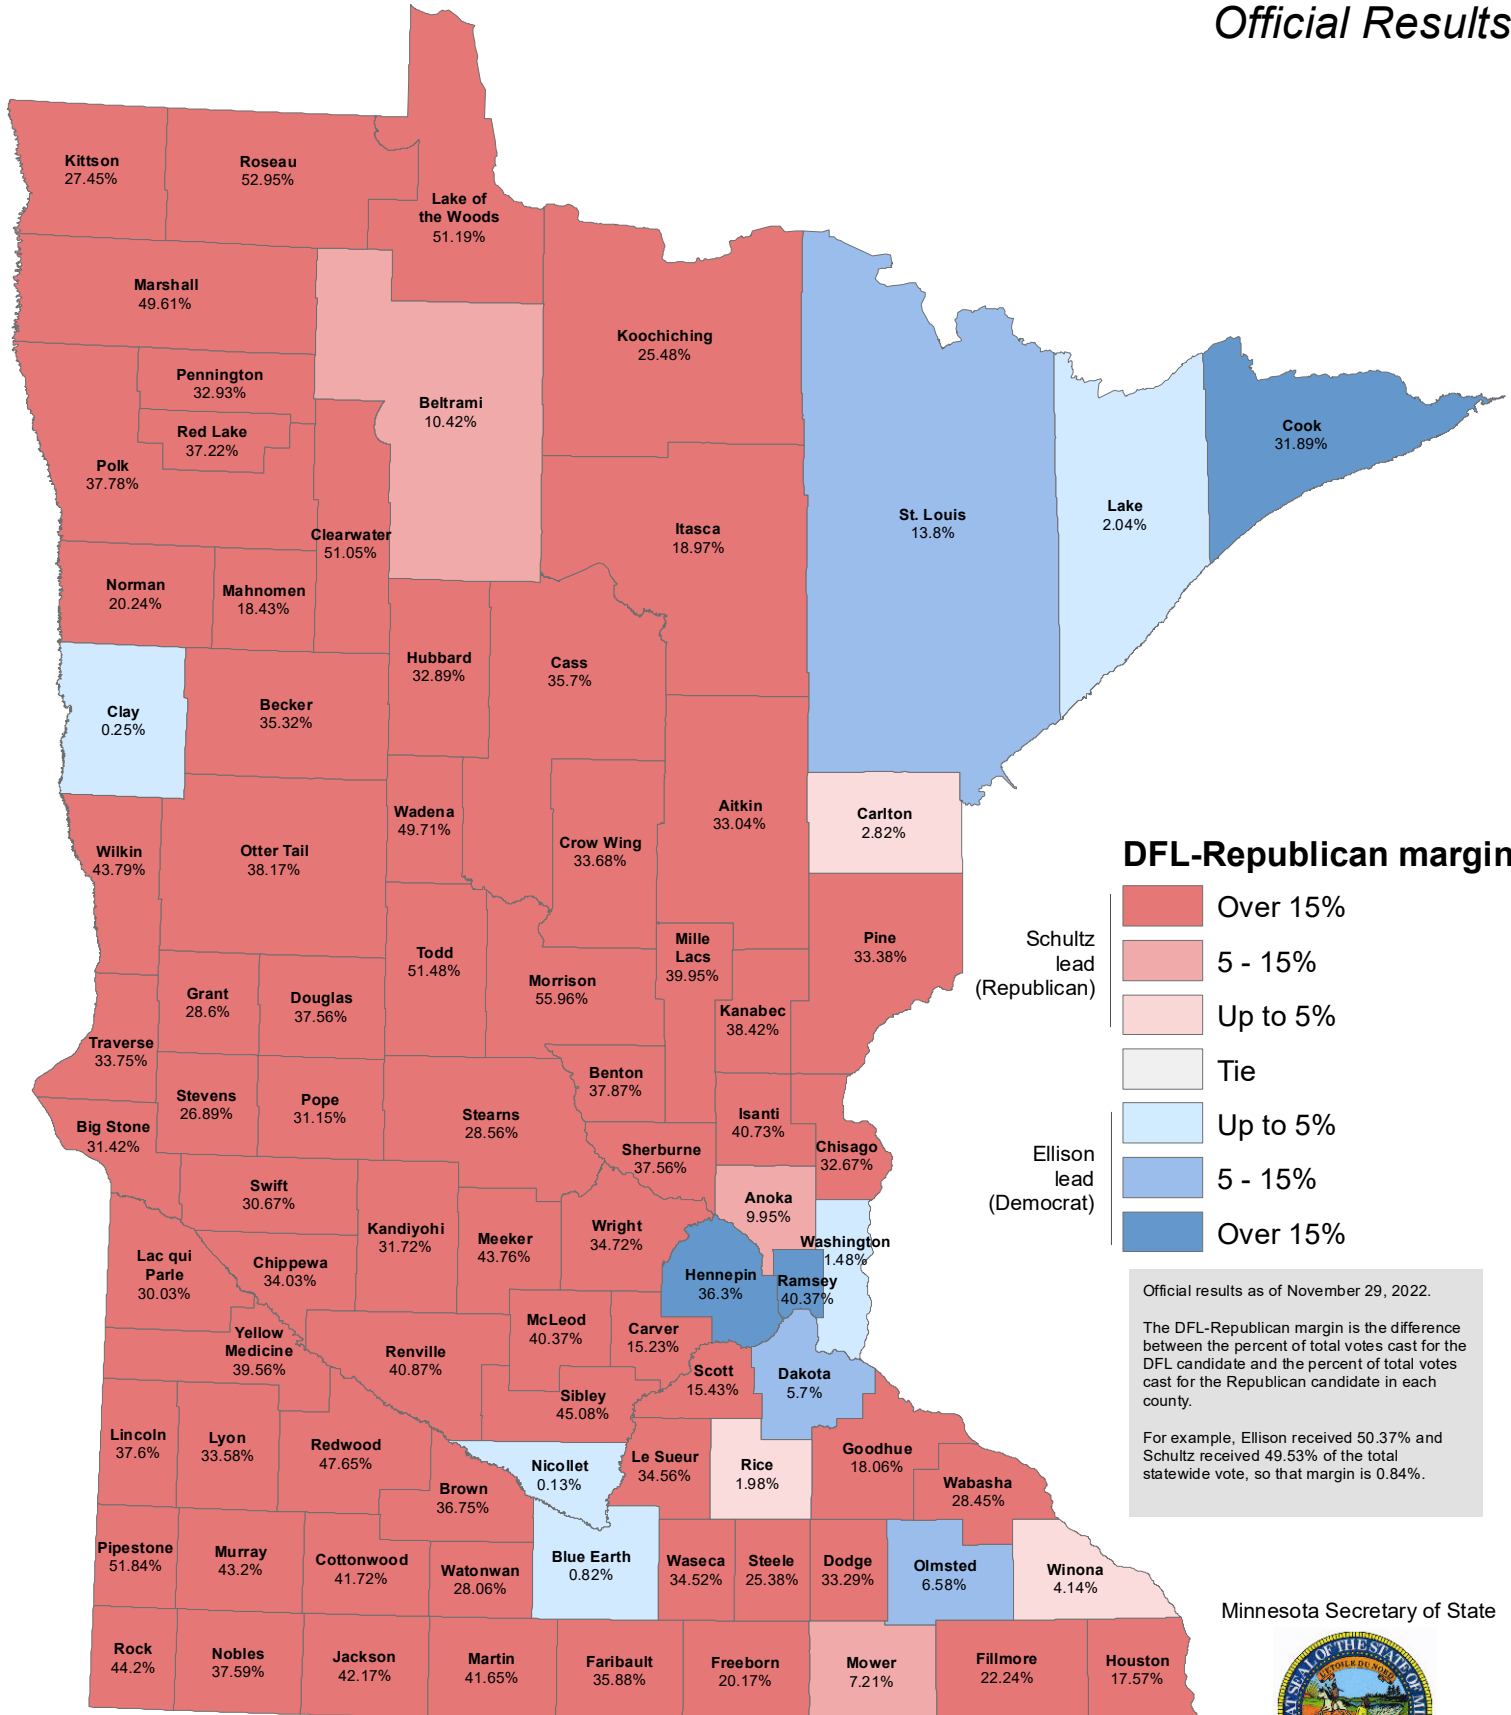 Official Results
Kittson
27.45%
Roseau
52.95%
Lake of
the Woods
51.19%
Marshall
49.61%
Koochiching
25.48%
Pennington
32.93%
Beltrami
10.42%
Red Lake
37.22%
Polk
37.78%
Cook
31.89%
Lake
2.04%
St. Louis
13.8%
Itasca
18.97%
Clearwater
51.05%
Norman
20.24%
Mahnomen
18.43%
Hubbard
32.89%
Cass
35.7%
Clay
0.25%
Becker
35.32%
Wadena
49.71%
Aitkin
33.04%
Carlton
2.82%
Crow Wing
33.68%
Wilkin
43.79%
Otter Tail
38.17%
Todd
51.48%
Mille
Lacs
39.95%
Pine
33.38%
Morrison
55.96%
Grant
28.6%
Douglas
37.56%
Kanabec
38.42%
Traverse
33.75%
Benton
37.87%
Stevens
26.89%
Pope
31.15%
Stearns
28.56%
Isanti
40.73%
Big Stone
31.42%
Chisago
32.67%
Sherburne
37.56%
Swift
30.67%
Anoka
9.95%
Kandiyohi
31.72%
Meeker
43.76%
Wright
34.72%
Washington
1.48%
Lac qui
Parle
30.03%
Chippewa
34.03%
Hennepin
36.3%
Ramsey
40.37%
McLeod
40.37%
Carver
15.23%
Yellow
Medicine
39.56%
Renville
40.87%
Scott
15.43%
Dakota
5.7%
Sibley
45.08%
Lincoln
37.6%
Lyon
33.58%
Redwood
47.65%
Nicollet
0.13%
Le Sueur
34.56%
Rice
1.98%
Goodhue
18.06%
Wabasha
28.45%
Brown
36.75%
Pipestone
51.84%
Murray
43.2%
Cottonwood
41.72%
Watonwan
28.06%
Blue Earth
0.82%
Waseca
34.52%
Steele
25.38%
Dodge
33.29%
Olmsted
6.58%
Winona
4.14%
Rock
44.2%
Nobles
37.59%
Jackson
42.17%
Martin
41.65%
Faribault
35.88%
Freeborn
20.17%
Mower
7.21%
Fillmore
22.24%
Houston
17.57%
DFL-Republican margin
Schultz
lead
(Republican)
Over 15%
5 - 15%
Up to 5%
Tie
Ellison
lead
(Democrat)
Up to 5%
5 - 15%
Over 15%
Official results as of November 29, 2022.
The DFL-Republican margin is the difference
between the percent of total votes cast for the
DFL candidate and the percent of total votes
cast for the Republican candidate in each
county.
For example, Ellison received 50.37% and
Schultz received 49.53% of the total
statewide vote, so that margin is 0.84%.
Minnesota Secretary of State
SEAL OF THE STATE OF
L'ETOILE DU NORD